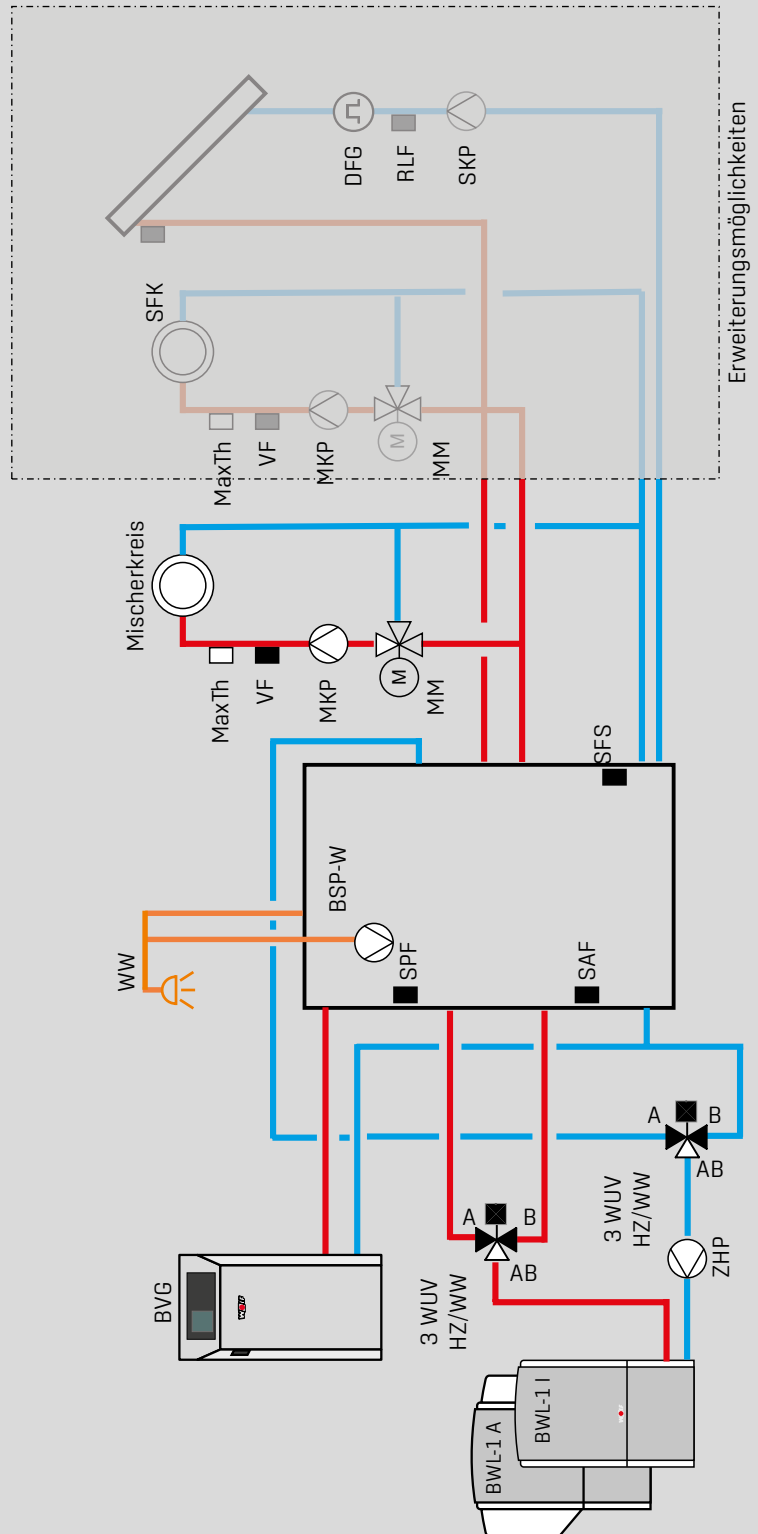 BVG
WOLF
BWL-1 A
BWL-1 I
3 WUV
HZ/WW
A
B
AB
3 WUV
HZ/WW
A
B
AB
ZHP
WW
BSP-W
SPF
SAF
SFS
Mischerkreis
MaxTh
VF
MKP
M
MM
SFK
MaxTh
VF
MKP
M
MM
DFG
RLF
SKP
Erweiterungsmöglichkeiten